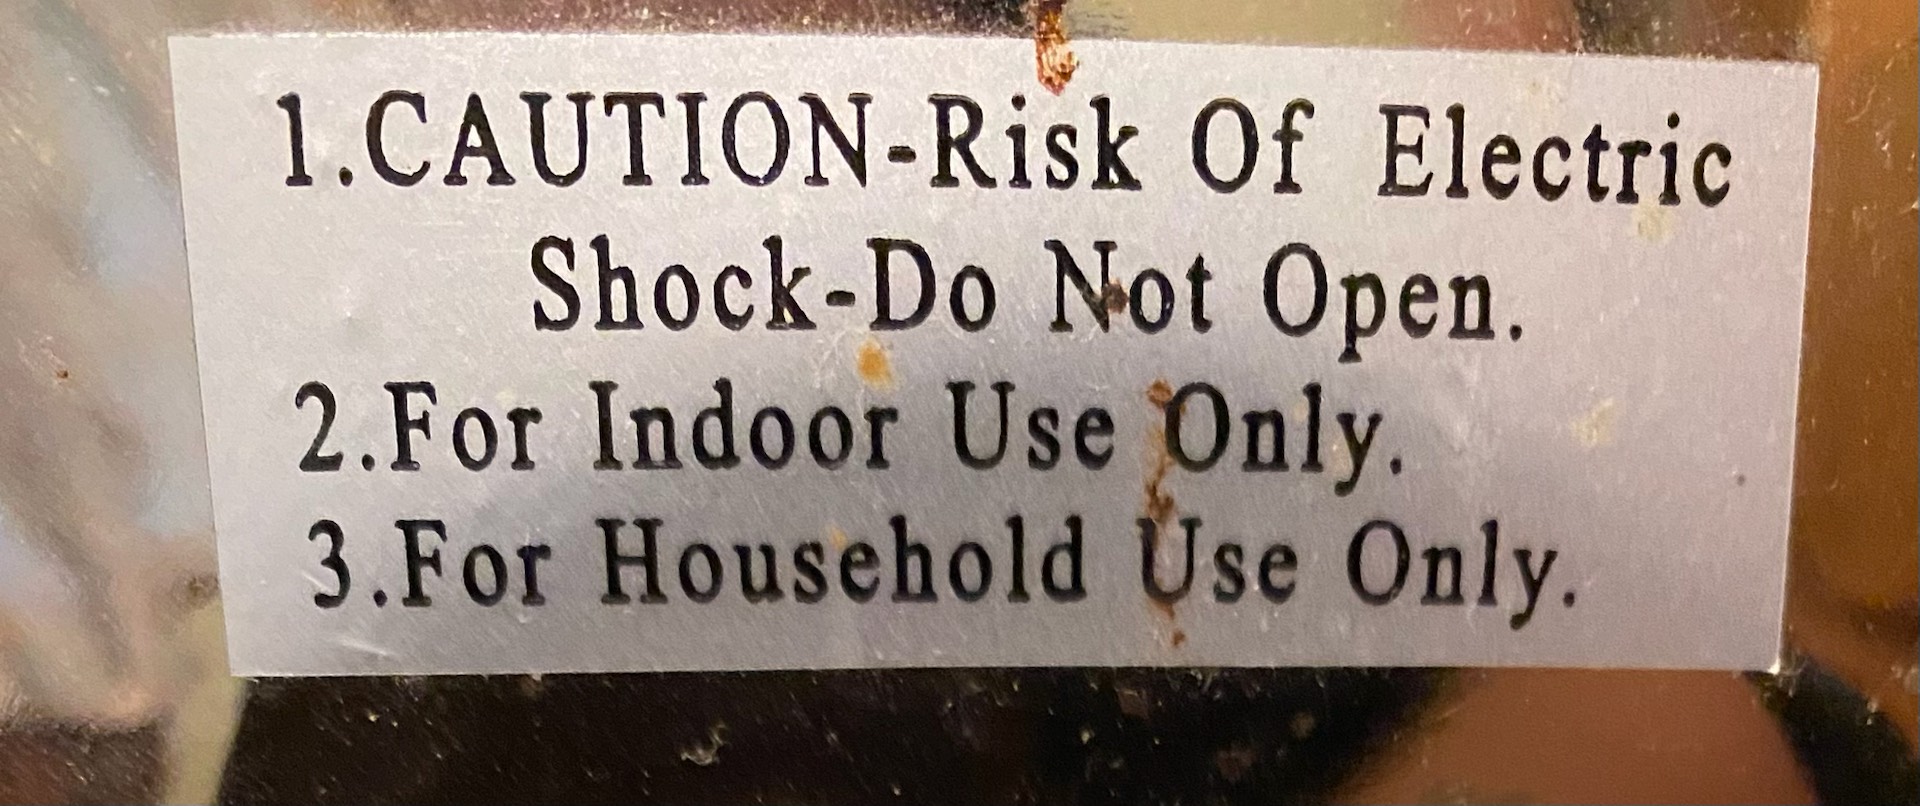 1.CAUTION-Risk Of Electric
Shock-Do Not Open.
2.For Indoor Use Only.
3.For Household Use Only.